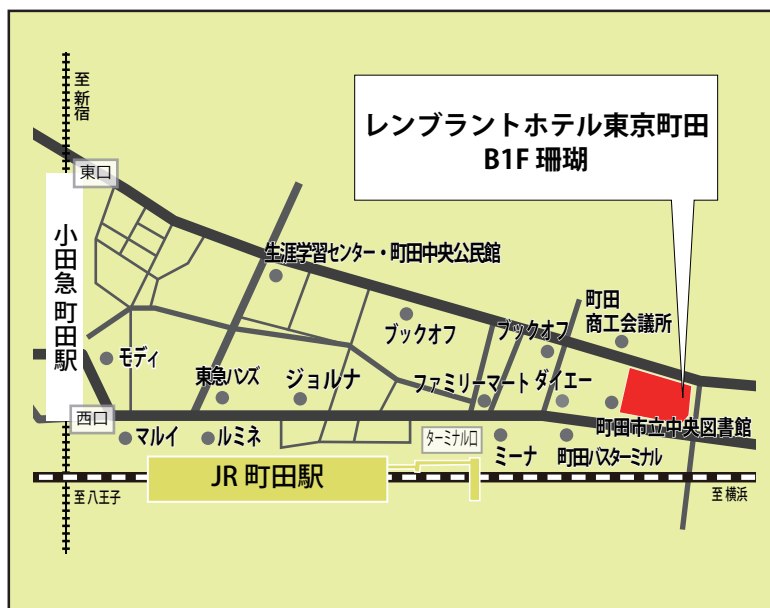 至 新宿
レンブラントホテル東京町田
B1F 珊瑚
東口
小田急 町田駅
生涯学習センター・町田中央公民館
町田
商工会議所
ブックオフ
ブックオフ
モディ
東急ハンズ
ジョルナ
ファミリーマート
ダイエー
西口
町田市立中央図書館
マルイ
ルミネ
ターミナル口
ミーナ
町田バスターミナル
JR 町田駅
至 八王子
至 横浜